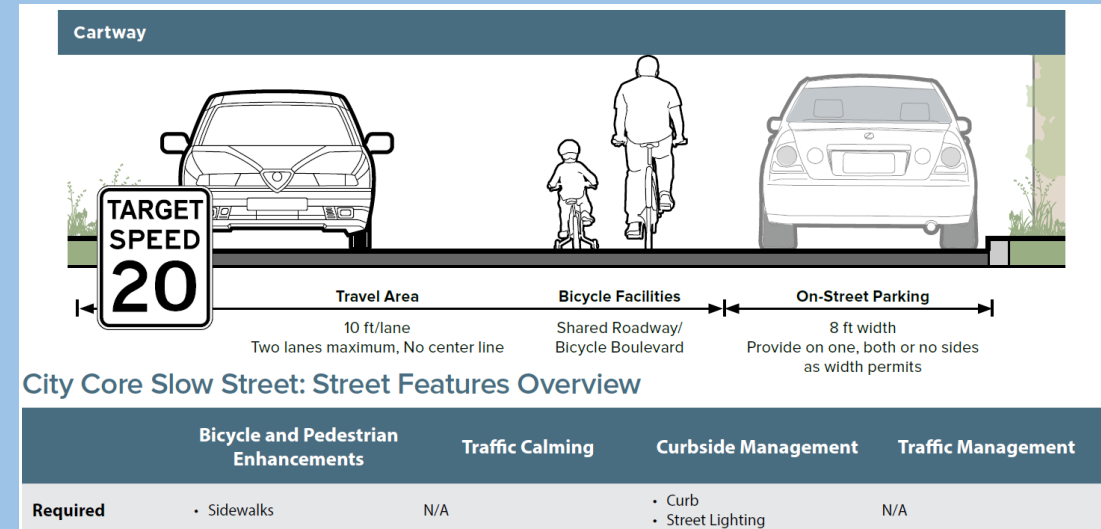 Cartway
TARGET
SPEED
20
Travel Area
10 ft/lane
Two lanes maximum, No center line
Bicycle Facilities
Shared Roadway/
Bicycle Boulevard
On-Street Parking
8 ft width
Provide on one, both or no sides
as width permits
City Core Slow Street: Street Features Overview
Bicycle and Pedestrian
Enhancements
Traffic Calming
Curbside Management
Traffic Management
Required
• Sidewalks
N/A
• Curb
• Street Lighting
N/A